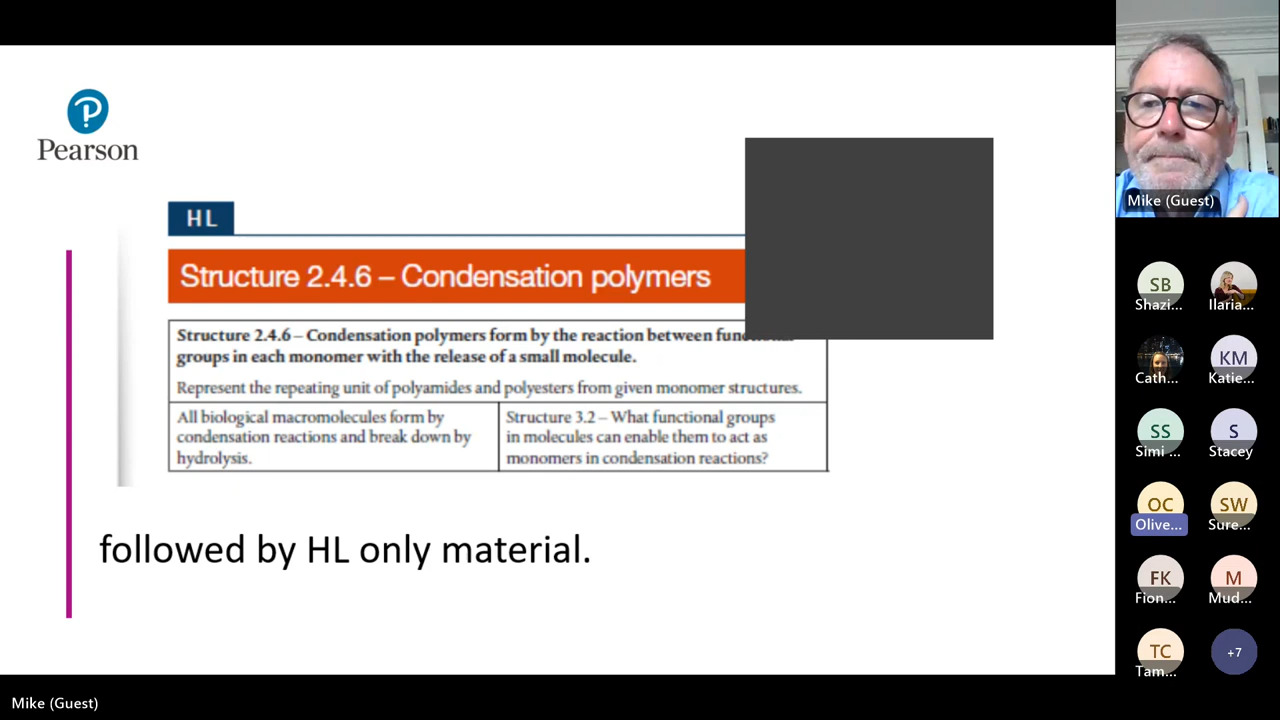 Pearson
HL
Structure 2.4.6 – Condensation polymers
Structure 2.4.6 – Condensation polymers form by the reaction between
groups in each monomer with the release of a small molecule.
Represent the repeating unit of polyamides and polyesters from given monomer structures.
All biological macromolecules form by
condensation reactions and break down by
hydrolysis.
Structure 3.2 – What functional groups
in molecules can enable them to act as
monomers in condensation reactions?
followed by HL only material.
Mike (Guest)
SB
Shazi...
Ilaria...
Cath...
KM
Katie...
SS
Simi ...
S
Stacey
OC
Olive...
SW
Sure...
FK
Fion...
M
Mud...
TC
Tam...
+7
Mike (Guest)